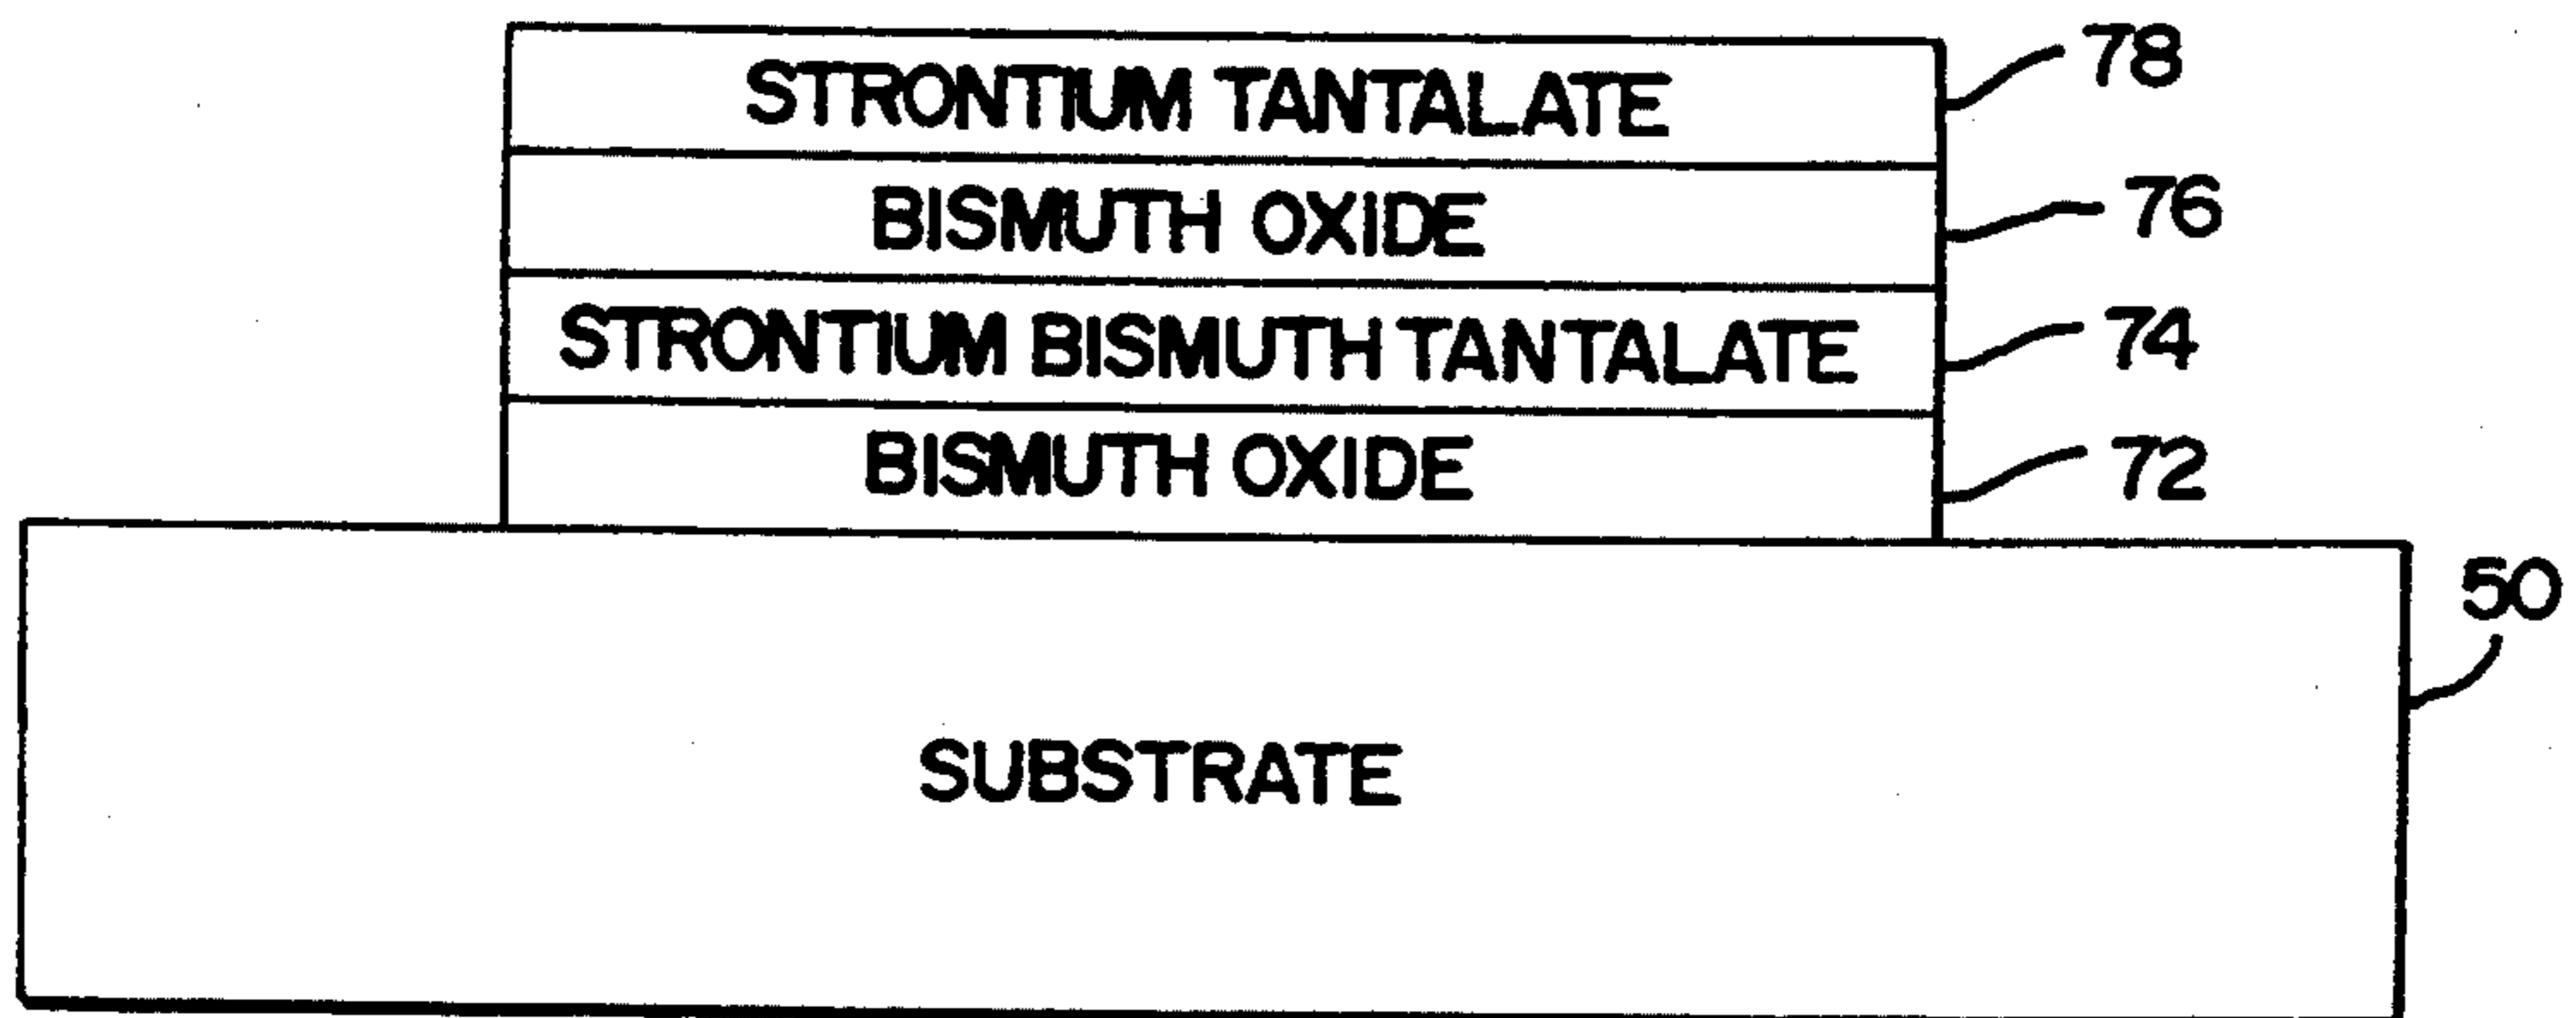 STRONTIUM TANTALATE 78
BISMUTH OXIDE 76
STRONTIUM BISMUTH TANTALATE 74
BISMUTH OXIDE 72
50
SUBSTRATE